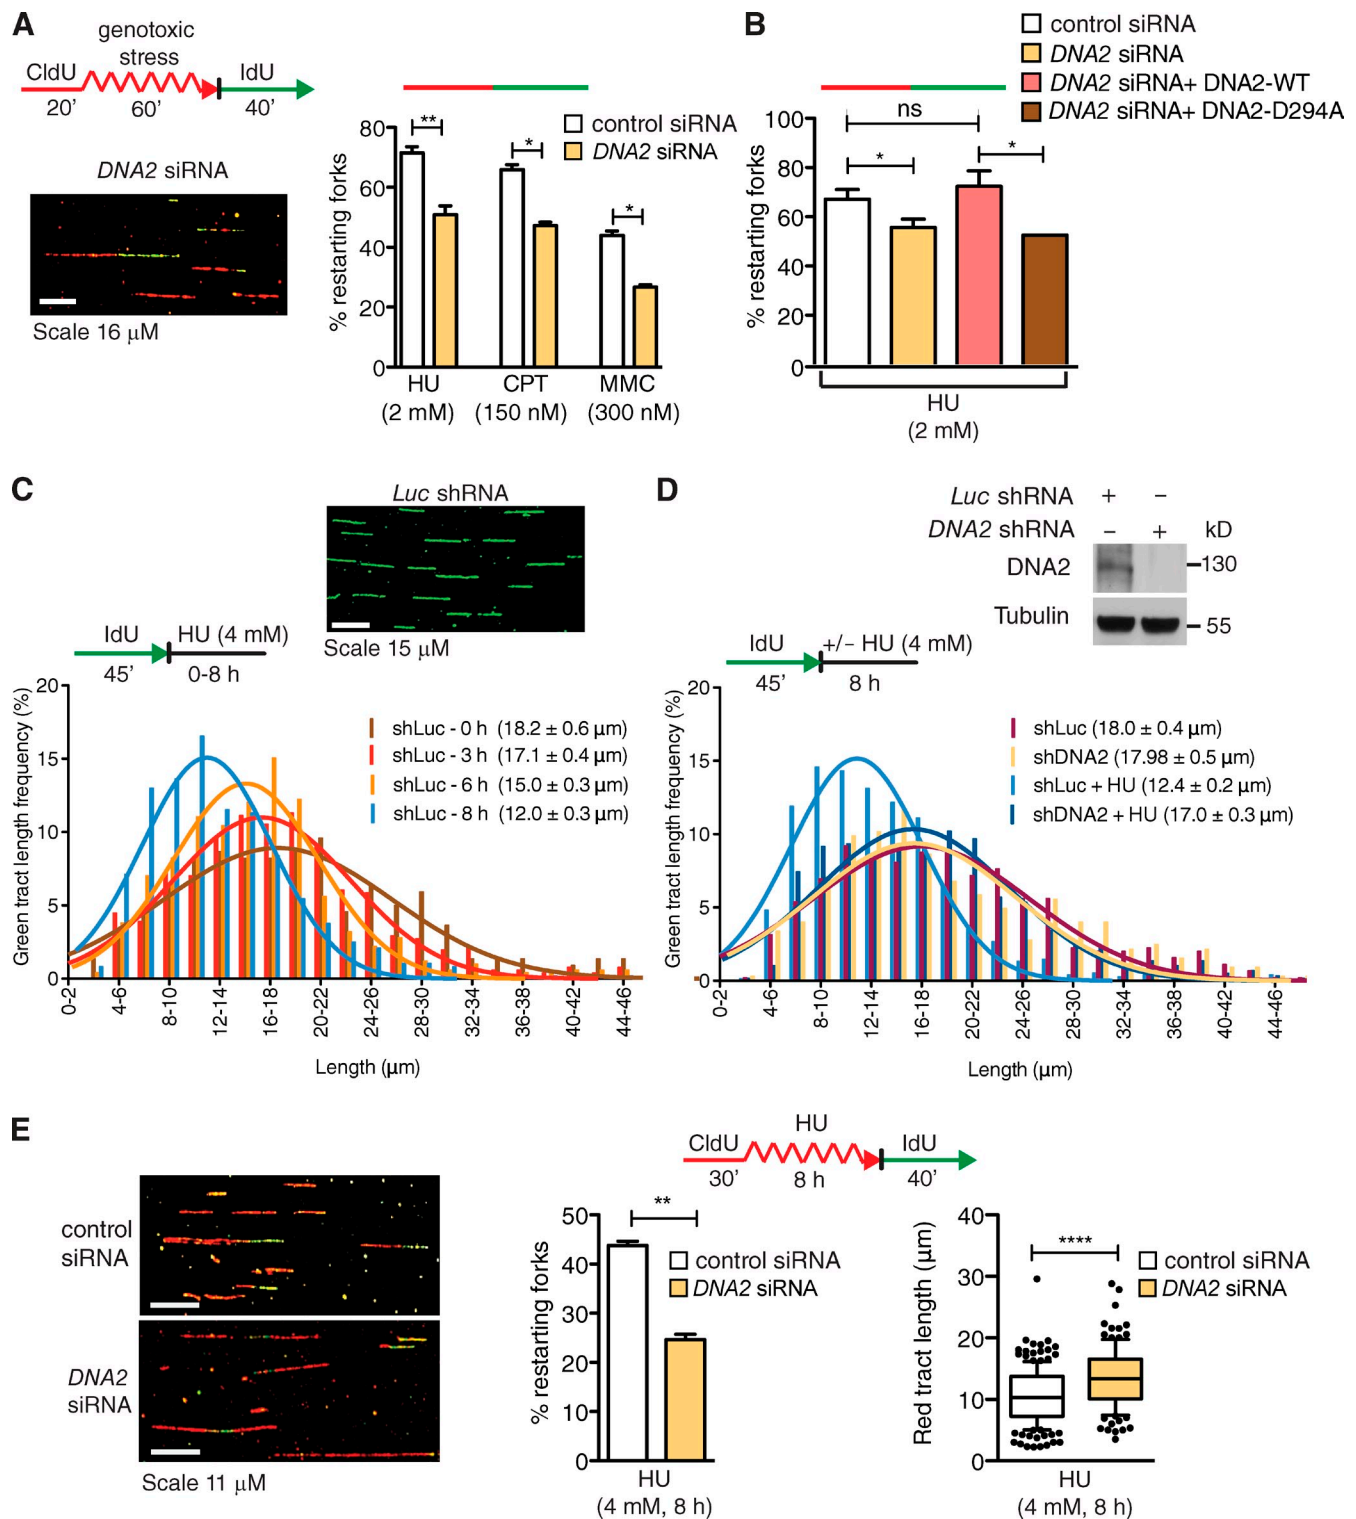 A
genotoxic
stress
CldU
IdU
20’
60’
40’
DNA2 siRNA
Scale 16 µM
% restarting forks
80
60
40
20
0
**
*
*
control siRNA
DNA2 siRNA
HU
(2 mM)
CPT
(150 nM)
MMC
(300 nM)
B
control siRNA
DNA2 siRNA
DNA2 siRNA+ DNA2-WT
DNA2 siRNA+ DNA2-D294A
% restarting forks
100
80
60
40
20
0
ns
*
*
HU
(2 mM)
C
Luc shRNA
Scale 15 µM
IdU
HU (4 mM)
45’
0-8 h
Green tract length frequency (%)
20
15
10
5
0
shLuc - 0 h (18.2 ± 0.6 µm)
shLuc - 3 h (17.1 ± 0.4 µm)
shLuc - 6 h (15.0 ± 0.3 µm)
shLuc - 8 h (12.0 ± 0.3 µm)
0-2
4-6
8-10
12-14
16-18
20-22
24-26
28-30
32-34
36-38
40-42
44-46
Length (µm)
D
Luc shRNA + −
DNA2 shRNA − + kD
DNA2 130
Tubulin 55
IdU
+/− HU (4 mM)
45’
8 h
Green tract length frequency (%)
20
15
10
5
0
shLuc (18.0 ± 0.4 µm)
shDNA2 (17.98 ± 0.5 µm)
shLuc + HU (12.4 ± 0.2 µm)
shDNA2 + HU (17.0 ± 0.3 µm)
0-2
4-6
8-10
12-14
16-18
20-22
24-26
28-30
32-34
36-38
40-42
44-46
Length (µm)
E
control
siRNA
DNA2
siRNA
Scale 11 µM
HU
CldU
IdU
30’
8 h
40’
% restarting forks
50
40
30
20
10
0
**
control siRNA
DNA2 siRNA
HU
(4 mM, 8 h)
Red tract length (µm)
40
30
20
10
0
****
control siRNA
DNA2 siRNA
HU
(4 mM, 8 h)